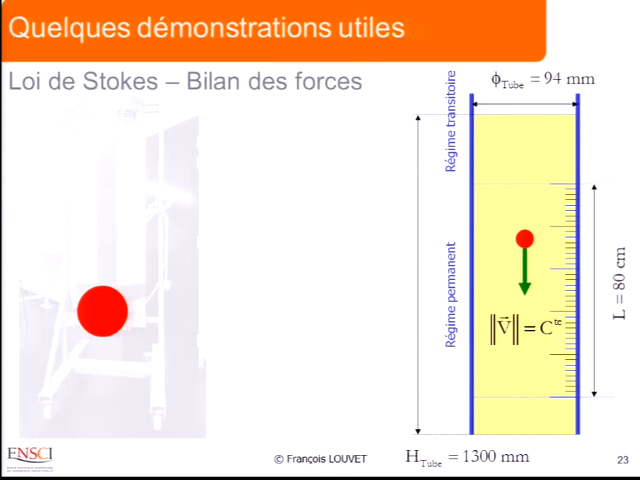 Quelques démonstrations utiles
Loi de Stokes – Bilan des forces
ϕTube = 94 mm
Régime transitoire
Régime permanent
L = 80 cm
‖V⃗‖ = Cte
HTube = 1300 mm
ENSCI
© François LOUVET
23